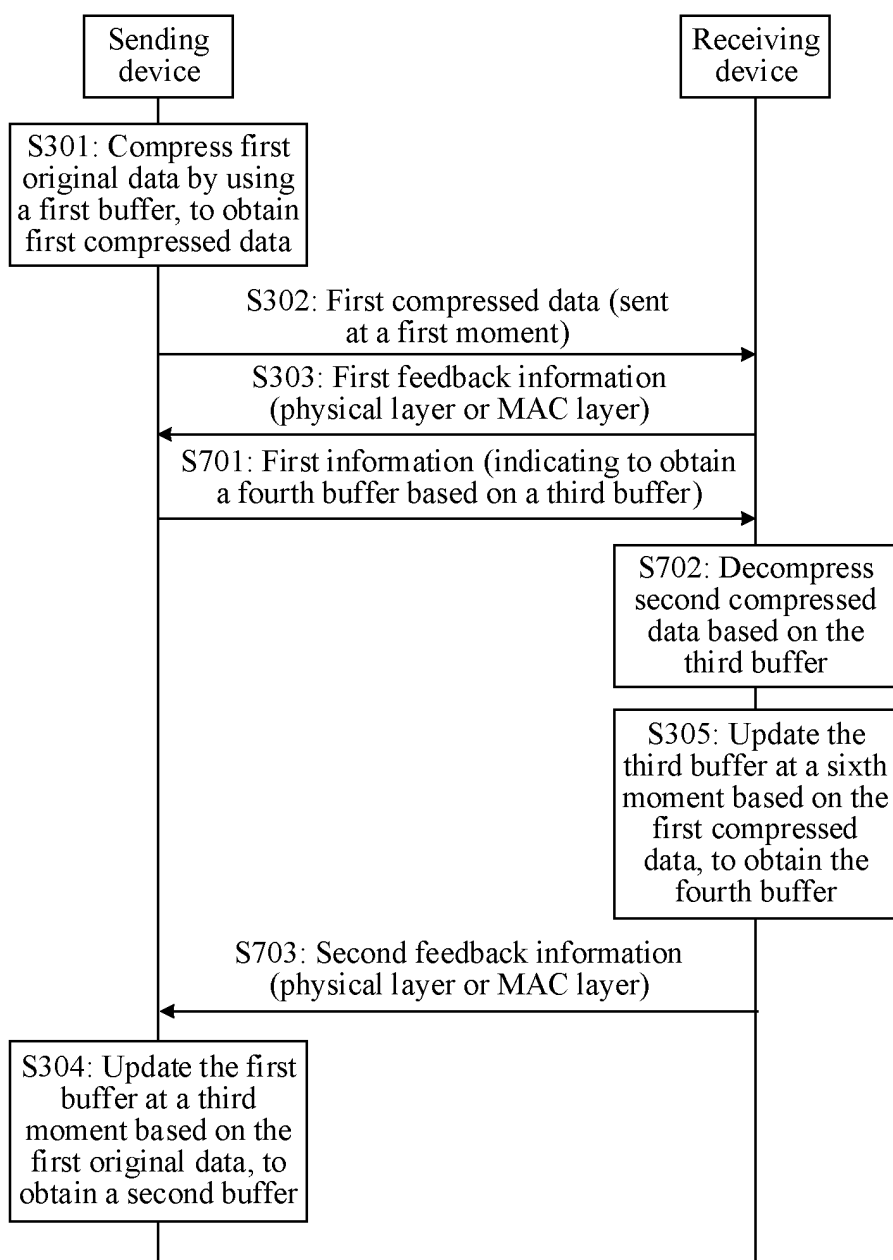 Sending
device
Receiving
device
S301: Compress first
original data by using
a first buffer, to obtain
first compressed data
S302: First compressed data (sent
at a first moment)
S303: First feedback information
(physical layer or MAC layer)
S701: First information (indicating to obtain
a fourth buffer based on a third buffer)
S702: Decompress
second compressed
data based on the
third buffer
S305: Update the
third buffer at a sixth
moment based on the
first compressed
data, to obtain the
fourth buffer
S703: Second feedback information
(physical layer or MAC layer)
S304: Update the first
buffer at a third
moment based on the
first original data, to
obtain a second buffer